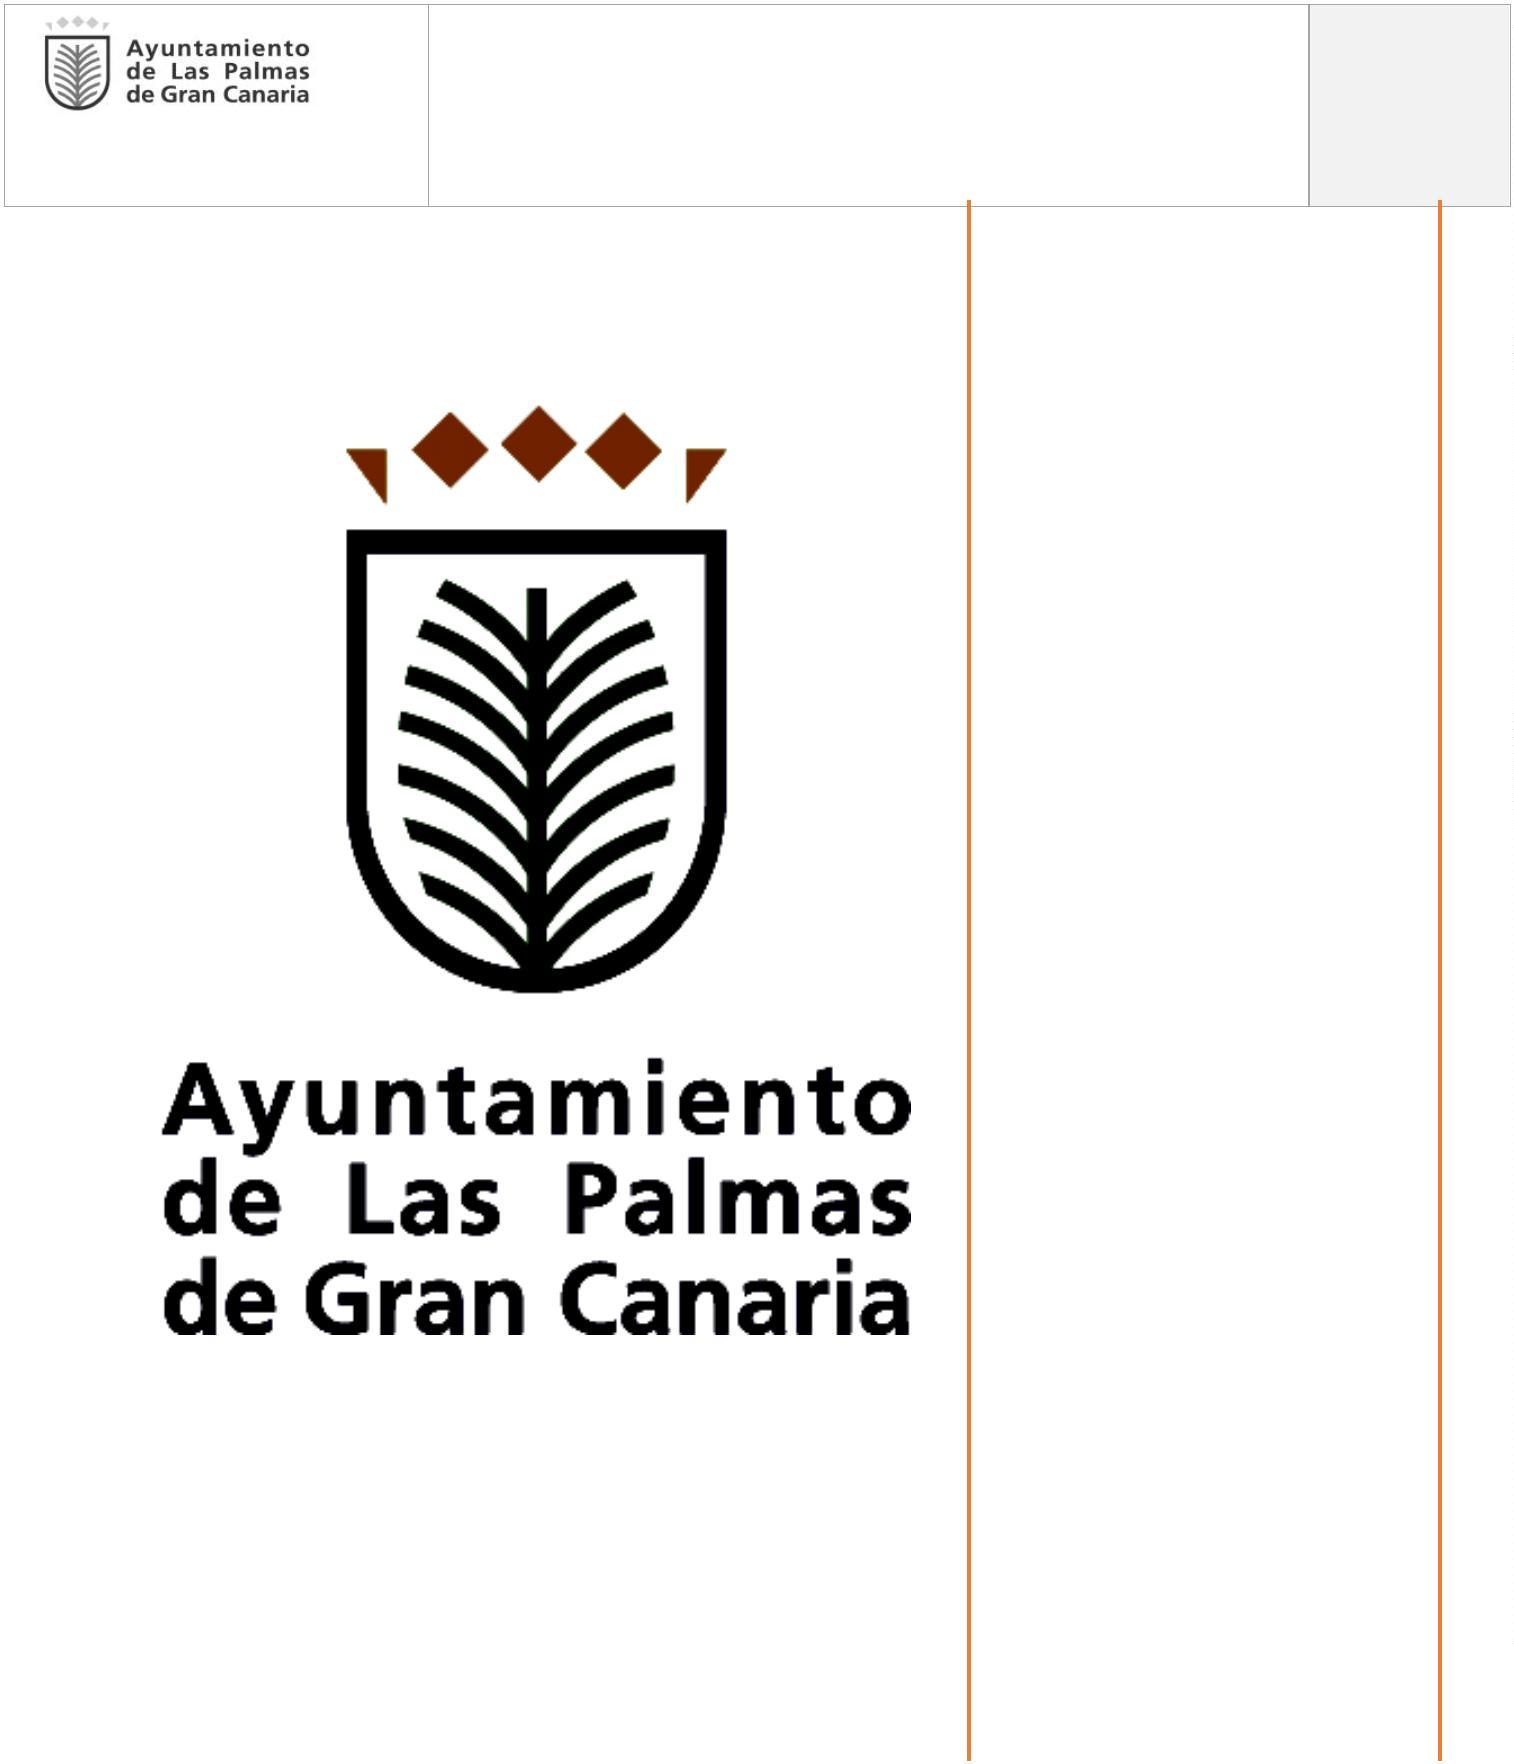 Ayuntamiento
de Las Palmas
de Gran Canaria
Ayuntamiento
de Las Palmas
de Gran Canaria